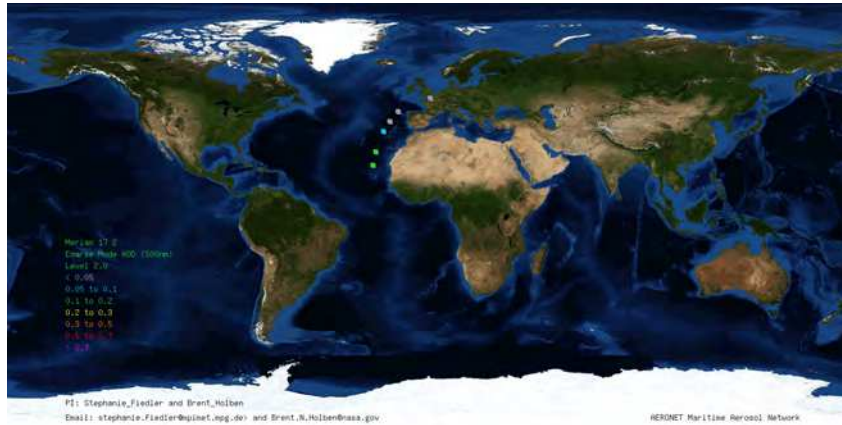 Merian 17 2
Coarse Mode AOD (500nm)
Level 2.0
< 0.05
0.05 to 0.1
0.1 to 0.2
0.2 to 0.3
0.3 to 0.5
PI: Stephanie_Fiedler and Brent_Holben
Email: stephanie.fiedler@mpimet.mpg.de> and Brent.N.Holben@nasa.gov
AERONET Maritime Aerosol Network